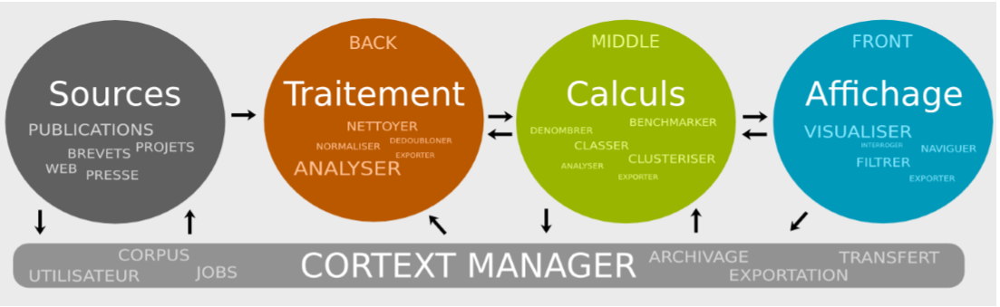 Sources
PUBLICATIONS
BREVETS PROJETS
WEB PRESSE
BACK
Traitement
NETTOYER
NORMALISER DEDOUBLONER
EXPORTER
ANALYSER
MIDDLE
Calculs
DENOMBRER BENCHMARKER
CLASSER
ANALYSER CLUSTERISER
EXPORTER
FRONT
Affichage
VISUALISER
INTERROGER NAVIGUER
FILTRER
EXPORTER
CORPUS
UTILISATEUR JOBS
CORTEXT MANAGER
ARCHIVAGE TRANSFERT
EXPORTATION